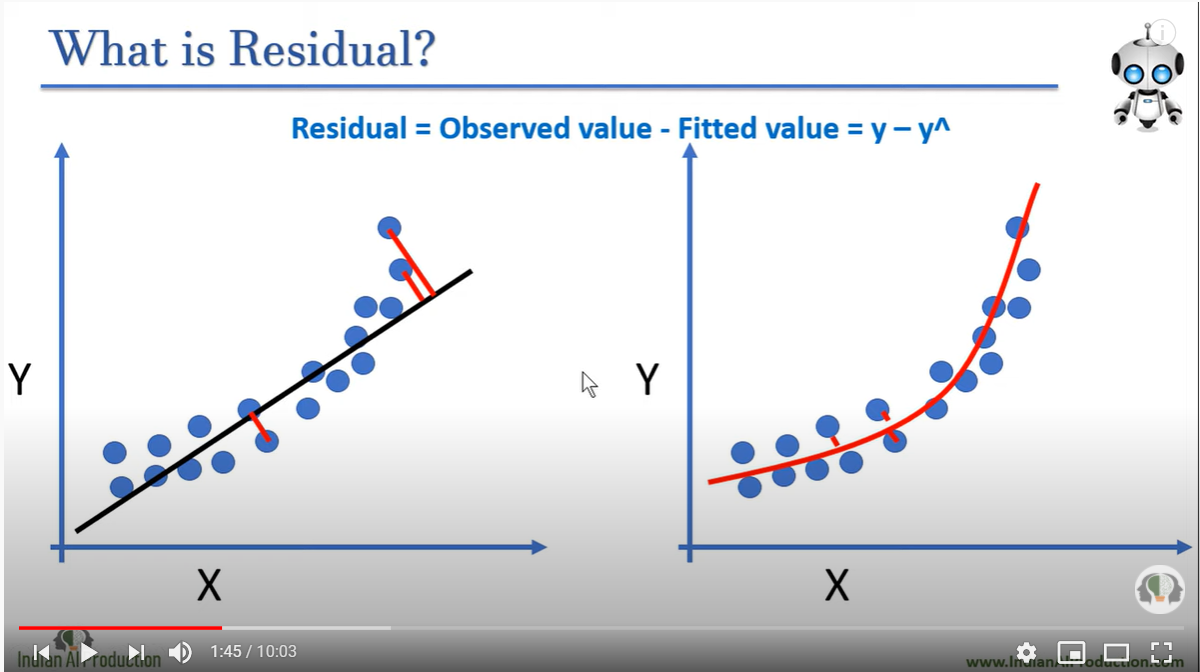 What is Residual?
Residual = Observed value - Fitted value = y – y^
Y
X
Y
X
1:45 / 10:03
Indian AI Production
www.IndianAIProduction.com